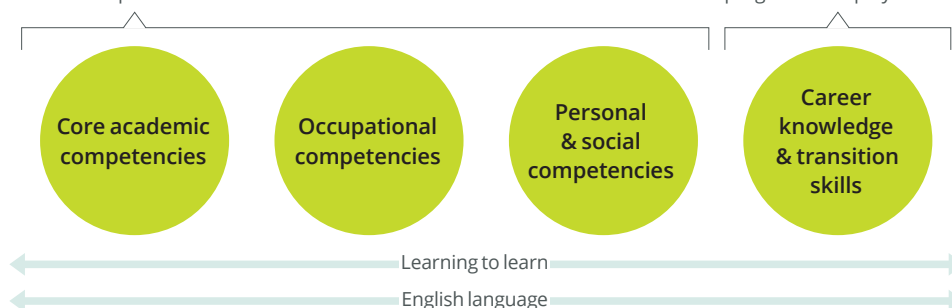 Core academic
competencies
Occupational
competencies
Personal
& social
competencies
Career
knowledge
& transition
skills
Learning to learn
English language